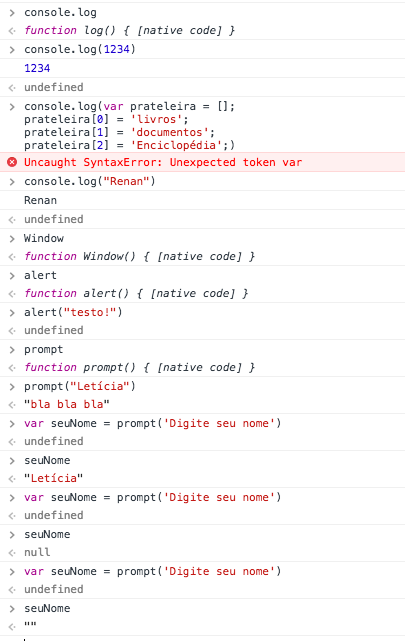 console.log
function log() { [native code] }
console.log(1234)
1234
undefined
console.log(var prateleira = [];
prateleira[0] = 'livros';
prateleira[1] = 'documentos';
prateleira[2] = 'Enciclopédia';)
Uncaught SyntaxError: Unexpected token var
console.log("Renan")
Renan
undefined
Window
function Window() { [native code] }
alert
function alert() { [native code] }
alert("testo!")
undefined
prompt
function prompt() { [native code] }
prompt("Letícia")
"bla bla bla"
var seuNome = prompt('Digite seu nome')
undefined
seuNome
"Letícia"
var seuNome = prompt('Digite seu nome')
undefined
seuNome
null
var seuNome = prompt('Digite seu nome')
undefined
seuNome
""